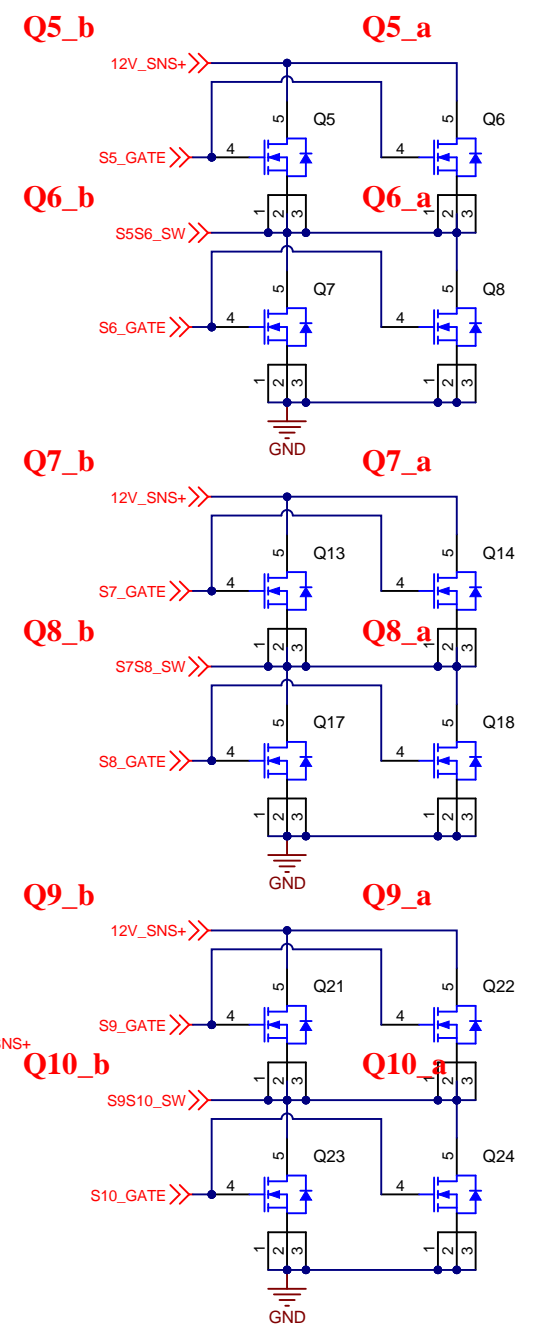 Q5_b Q5_a
12V_SNS+
5 5
Q5 Q6
S5_GATE 4 4
Q6_b Q6_a
1 2 3 1 2 3
S5S6_SW
5 5
Q7 Q8
S6_GATE 4 4
1 2 3 1 2 3
GND
Q7_b Q7_a
12V_SNS+
5 5
Q13 Q14
S7_GATE 4 4
Q8_b Q8_a
1 2 3 1 2 3
S7S8_SW
5 5
Q17 Q18
S8_GATE 4 4
1 2 3 1 2 3
GND
Q9_b Q9_a
12V_SNS+
5 5
Q21 Q22
S9_GATE 4 4
SNS+
Q10_b Q10_a
1 2 3 1 2 3
S9S10_SW
5 5
Q23 Q24
S10_GATE 4 4
1 2 3 1 2 3
GND